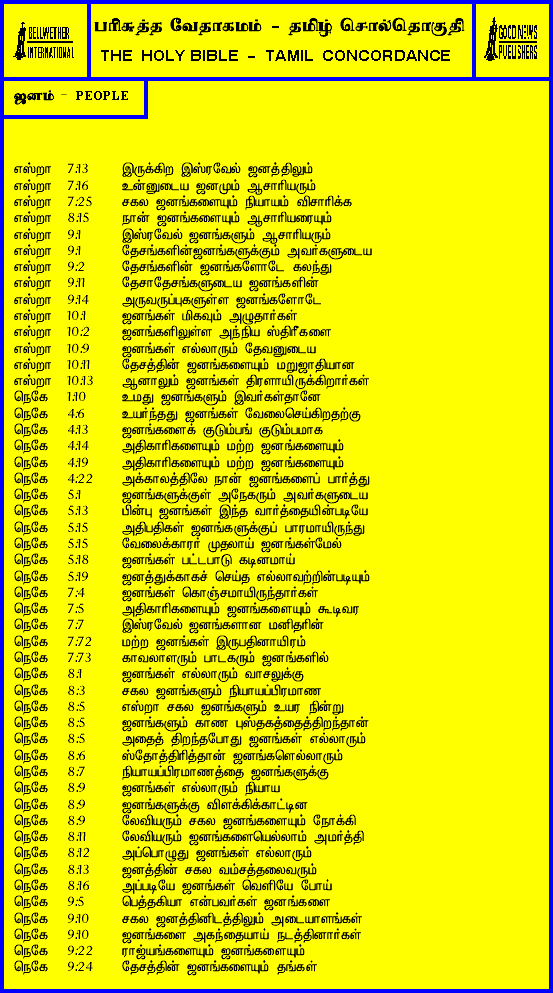 BELLWETHER
INTERNATIONAL
பரிசுத்த வேதாகமம் - தமிழ் சொல்தொகுதி
THE HOLY BIBLE - TAMIL CONCORDANCE
GOOD NEWS
PUBLISHERS
ஜனம் - PEOPLE
எஸ்றா 7:13 இருக்கிற இஸ்ரவேல் ஜனத்திலும்
எஸ்றா 7:16 உன்னுடைய ஜனமும் ஆசாரியரும்
எஸ்றா 7:25 சகல ஜனங்களையும் நியாயம் விசாரிக்க
எஸ்றா 8:15 நான் ஜனங்களையும் ஆசாரியரையும்
எஸ்றா 9:1 இஸ்ரவேல் ஜனங்களும் ஆசாரியரும்
எஸ்றா 9:1 தேசங்களின்ஜனங்களுக்கும் அவர்களுடைய
எஸ்றா 9:2 தேசங்களின் ஜனங்களோடே கலந்து
எஸ்றா 9:11 தேசாதேசங்களுடைய ஜனங்களின்
எஸ்றா 9:14 அருவருப்புகளுள்ள ஜனங்களோடே
எஸ்றா 10:1 ஜனங்கள் மிகவும் அழுதார்கள்
எஸ்றா 10:2 ஜனங்களிலுள்ள அந்நிய ஸ்திரீகளை
எஸ்றா 10:9 ஜனங்கள் எல்லாரும் தேவனுடைய
எஸ்றா 10:11 தேசத்தின் ஜனங்களையும் மறுஜாதியான
எஸ்றா 10:13 ஆனாலும் ஜனங்கள் திரளாயிருக்கிறார்கள்
நெகே 1:10 உமது ஜனங்களும் இவர்கள்தானே
நெகே 4:6 உயர்ந்தது ஜனங்கள் வேலைசெய்கிறதற்கு
நெகே 4:13 ஜனங்களைக் குடும்பங் குடும்பமாக
நெகே 4:14 அதிகாரிகளையும் மற்ற ஜனங்களையும்
நெகே 4:19 அதிகாரிகளையும் மற்ற ஜனங்களையும்
நெகே 4:22 அக்காலத்திலே நான் ஜனங்களைப் பார்த்து
நெகே 5:1 ஜனங்களுக்குள் அநேகரும் அவர்களுடைய
நெகே 5:13 பின்பு ஜனங்கள் இந்த வார்த்தையின்படியே
நெகே 5:15 அதிபதிகள் ஜனங்களுக்குப் பாரமாயிருந்து
நெகே 5:15 வேலைக்காரர் முதலாய் ஜனங்கள்மேல்
நெகே 5:18 ஜனங்கள் பட்டபாடு கடினமாய்
நெகே 5:19 ஜனத்துக்காகச் செய்த எல்லாவற்றின்படியும்
நெகே 7:4 ஜனங்கள் கொஞ்சமாயிருந்தார்கள்
நெகே 7:5 அதிகாரிகளையும் ஜனங்களையும் கூடிவர
நெகே 7:7 இஸ்ரவேல் ஜனங்களான மனிதரின்
நெகே 7:72 மற்ற ஜனங்கள் இருபதினாயிரம்
நெகே 7:73 காவலாளரும் பாடகரும் ஜனங்களில்
நெகே 8:1 ஜனங்கள் எல்லாரும் வாசலுக்கு
நெகே 8:3 சகல ஜனங்களும் நியாயப்பிரமாண
நெகே 8:5 எஸ்றா சகல ஜனங்களும் உயர நின்று
நெகே 8:5 ஜனங்களும் காண புஸ்தகத்தைத்திறந்தான்
நெகே 8:5 அதைத் திறந்தபோது ஜனங்கள் எல்லாரும்
நெகே 8:6 ஸ்தோத்திரித்தான் ஜனங்களெல்லாரும்
நெகே 8:7 நியாயப்பிரமாணத்தை ஜனங்களுக்கு
நெகே 8:9 ஜனங்கள் எல்லாரும் நியாய
நெகே 8:9 ஜனங்களுக்கு விளக்கிக்காட்டின
நெகே 8:9 லேவியரும் சகல ஜனங்களையும் நோக்கி
நெகே 8:11 லேவியரும் ஜனங்களையெல்லாம் அமர்த்தி
நெகே 8:12 அப்பொழுது ஜனங்கள் எல்லாரும்
நெகே 8:13 ஜனத்தின் சகல வம்சத்தலைவரும்
நெகே 8:16 அப்படியே ஜனங்கள் வெளியே போய்
நெகே 9:5 பெத்தகியா என்பவர்கள் ஜனங்களை
நெகே 9:10 சகல ஜனத்தினிடத்திலும் அடையாளங்கள்
நெகே 9:10 ஜனங்களை அகந்தையாய் நடத்தினார்கள்
நெகே 9:22 ராஜ்யங்களையும் ஜனங்களையும்
நெகே 9:24 தேசத்தின் ஜனங்களையும் தங்கள்